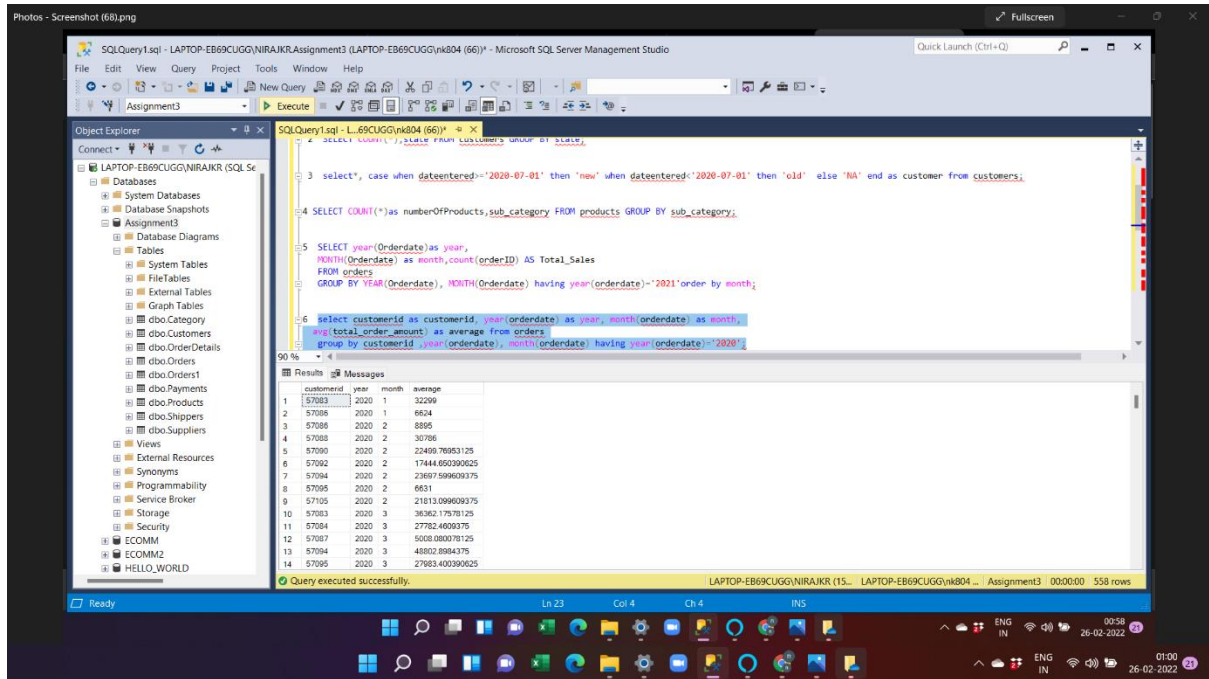 Photos - Screenshot (68).png
Fullscreen
SQLQuery1.sql - LAPTOP-EB69CUGG\NIRAJKR.Assignment3 (LAPTOP-EB69CUGG\nk804 (66))* - Microsoft SQL Server Management Studio
Quick Launch (Ctrl+Q)
File Edit View Query Project Tools Window Help
New Query
Assignment3
Execute
Object Explorer
Connect
LAPTOP-EB69CUGG\NIRAJKR (SQL Se
Databases
System Databases
Database Snapshots
Assignment3
Database Diagrams
Tables
System Tables
FileTables
External Tables
Graph Tables
dbo.Category
dbo.Customers
dbo.OrderDetails
dbo.Orders
dbo.Orders1
dbo.Payments
dbo.Products
dbo.Shippers
dbo.Suppliers
Views
External Resources
Synonyms
Programmability
Service Broker
Storage
Security
ECOMM
ECOMM2
HELLO_WORLD
SQLQuery1.sql - L...69CUGG\nk804 (66))*
2 SELECT COUNT(*),state FROM customers GROUP BY state;
3 select*, case when dateentered>='2020-07-01' then 'new' when dateentered<'2020-07-01' then 'old' else 'NA' end as customer from customers;
4 SELECT COUNT(*)as numberOfProducts,sub_category FROM products GROUP BY sub_category;
5 SELECT year(Orderdate)as year,
MONTH(Orderdate) as month,count(orderID) AS Total_Sales
FROM orders
GROUP BY YEAR(Orderdate), MONTH(Orderdate) having year(orderdate)='2021'order by month;
6 select customerid as customerid, year(orderdate) as year, month(orderdate) as month,
avg(total_order_amount) as average from orders
group by customerid ,year(orderdate), month(orderdate) having year(orderdate)='2020';
90 %
Results Messages
customerid year month average
1 57083 2020 1 32299
2 57086 2020 1 6624
3 57086 2020 2 8895
4 57088 2020 2 30786
5 57090 2020 2 22499.76953125
6 57092 2020 2 17444.650390625
7 57094 2020 2 23697.599609375
8 57095 2020 2 6631
9 57105 2020 2 21813.099609375
10 57083 2020 3 36362.17578125
11 57084 2020 3 27782.4609375
12 57087 2020 3 5008.080078125
13 57094 2020 3 48802.8984375
14 57095 2020 3 27983.400390625
Query executed successfully.
LAPTOP-EB69CUGG\NIRAJKR (15... LAPTOP-EB69CUGG\nk804 ... Assignment3 00:00:00 558 rows
Ready
Ln 23 Col 4 Ch 4 INS
ENG IN 00:58 26-02-2022 21
ENG IN 01:00 26-02-2022 21